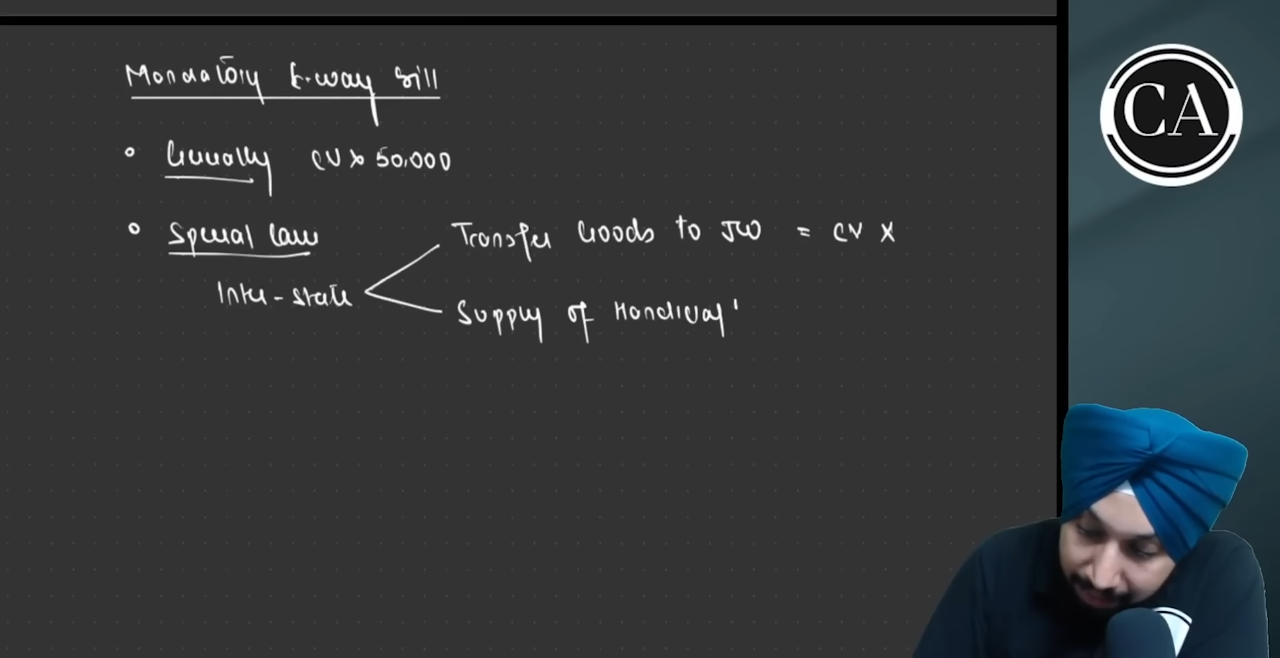 Mandatory E-way Bill
• Generally CV > 50,000
• Special law
Transfer Goods to JW = CV X
Inter-state
Supply of Handicraf
CA